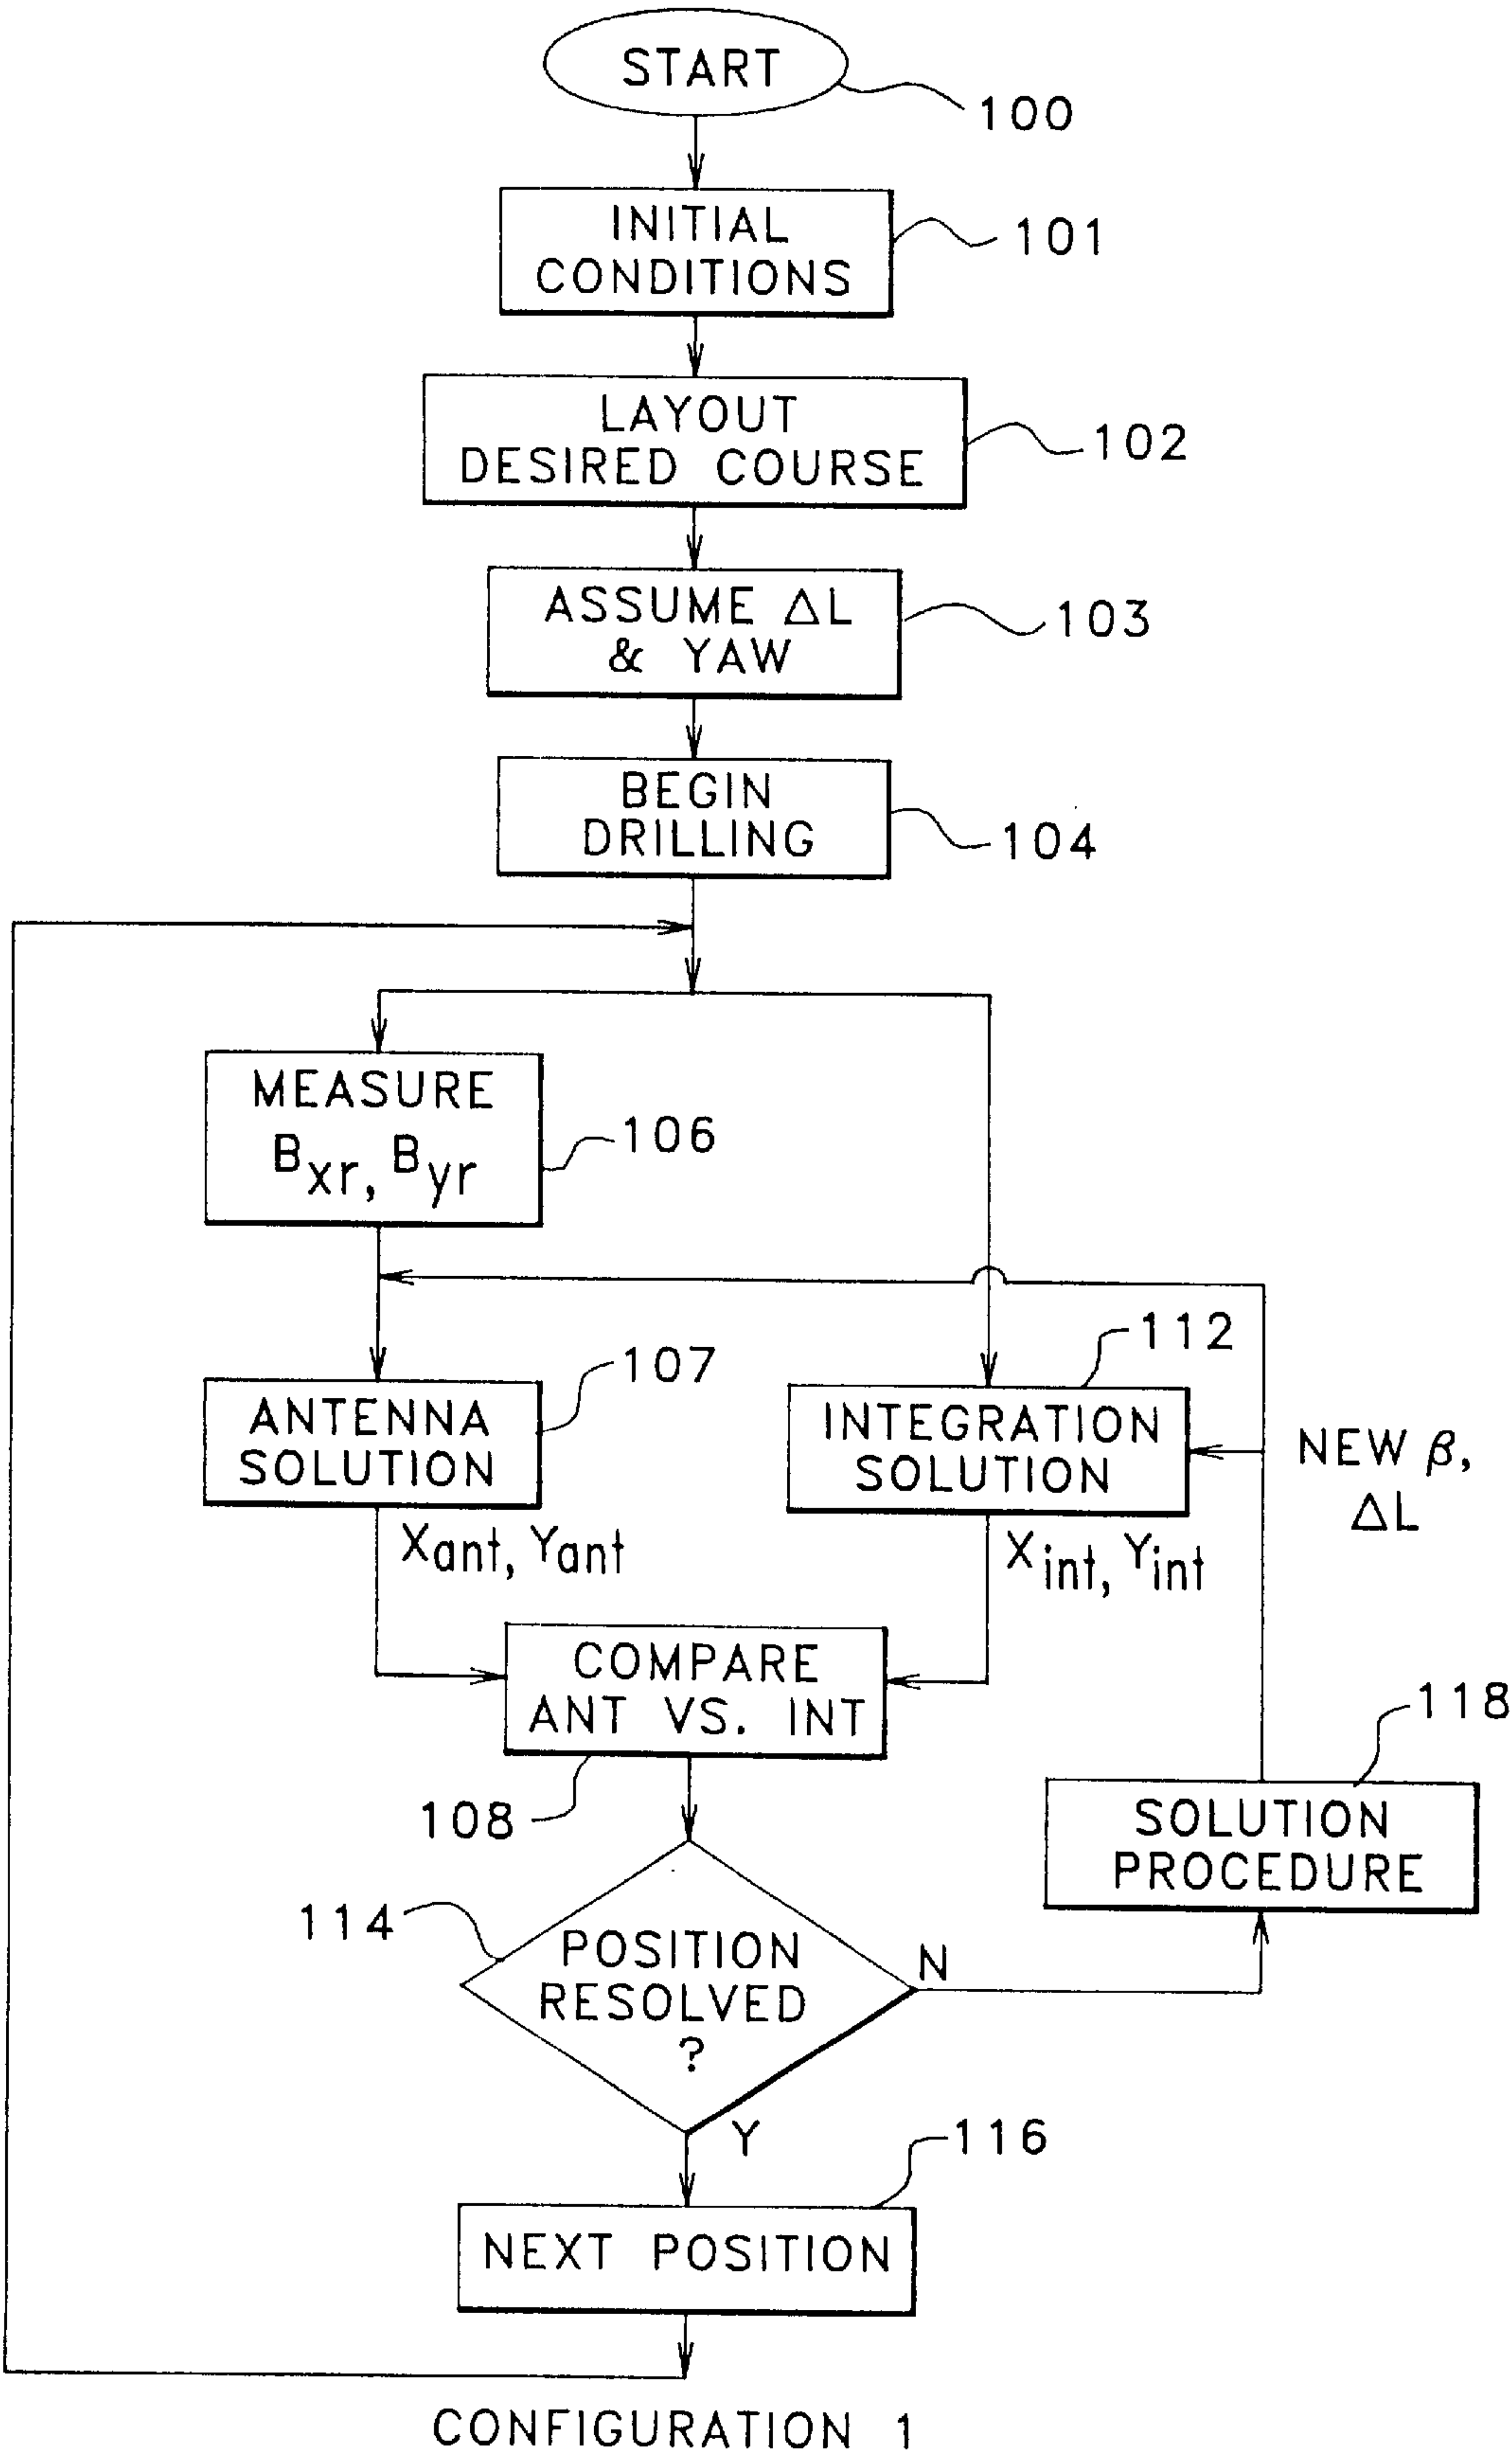 START
100
INITIAL
CONDITIONS
101
LAYOUT
DESIRED COURSE
102
ASSUME ΔL
& YAW
103
BEGIN
DRILLING
104
MEASURE
Bxr, Byr
106
ANTENNA
SOLUTION
107
INTEGRATION
SOLUTION
112
NEW β,
ΔL
Xant, Yant
Xint, Yint
COMPARE
ANT VS. INT
108
SOLUTION
PROCEDURE
118
POSITION
RESOLVED
?
114
N
Y
NEXT POSITION
116
CONFIGURATION 1